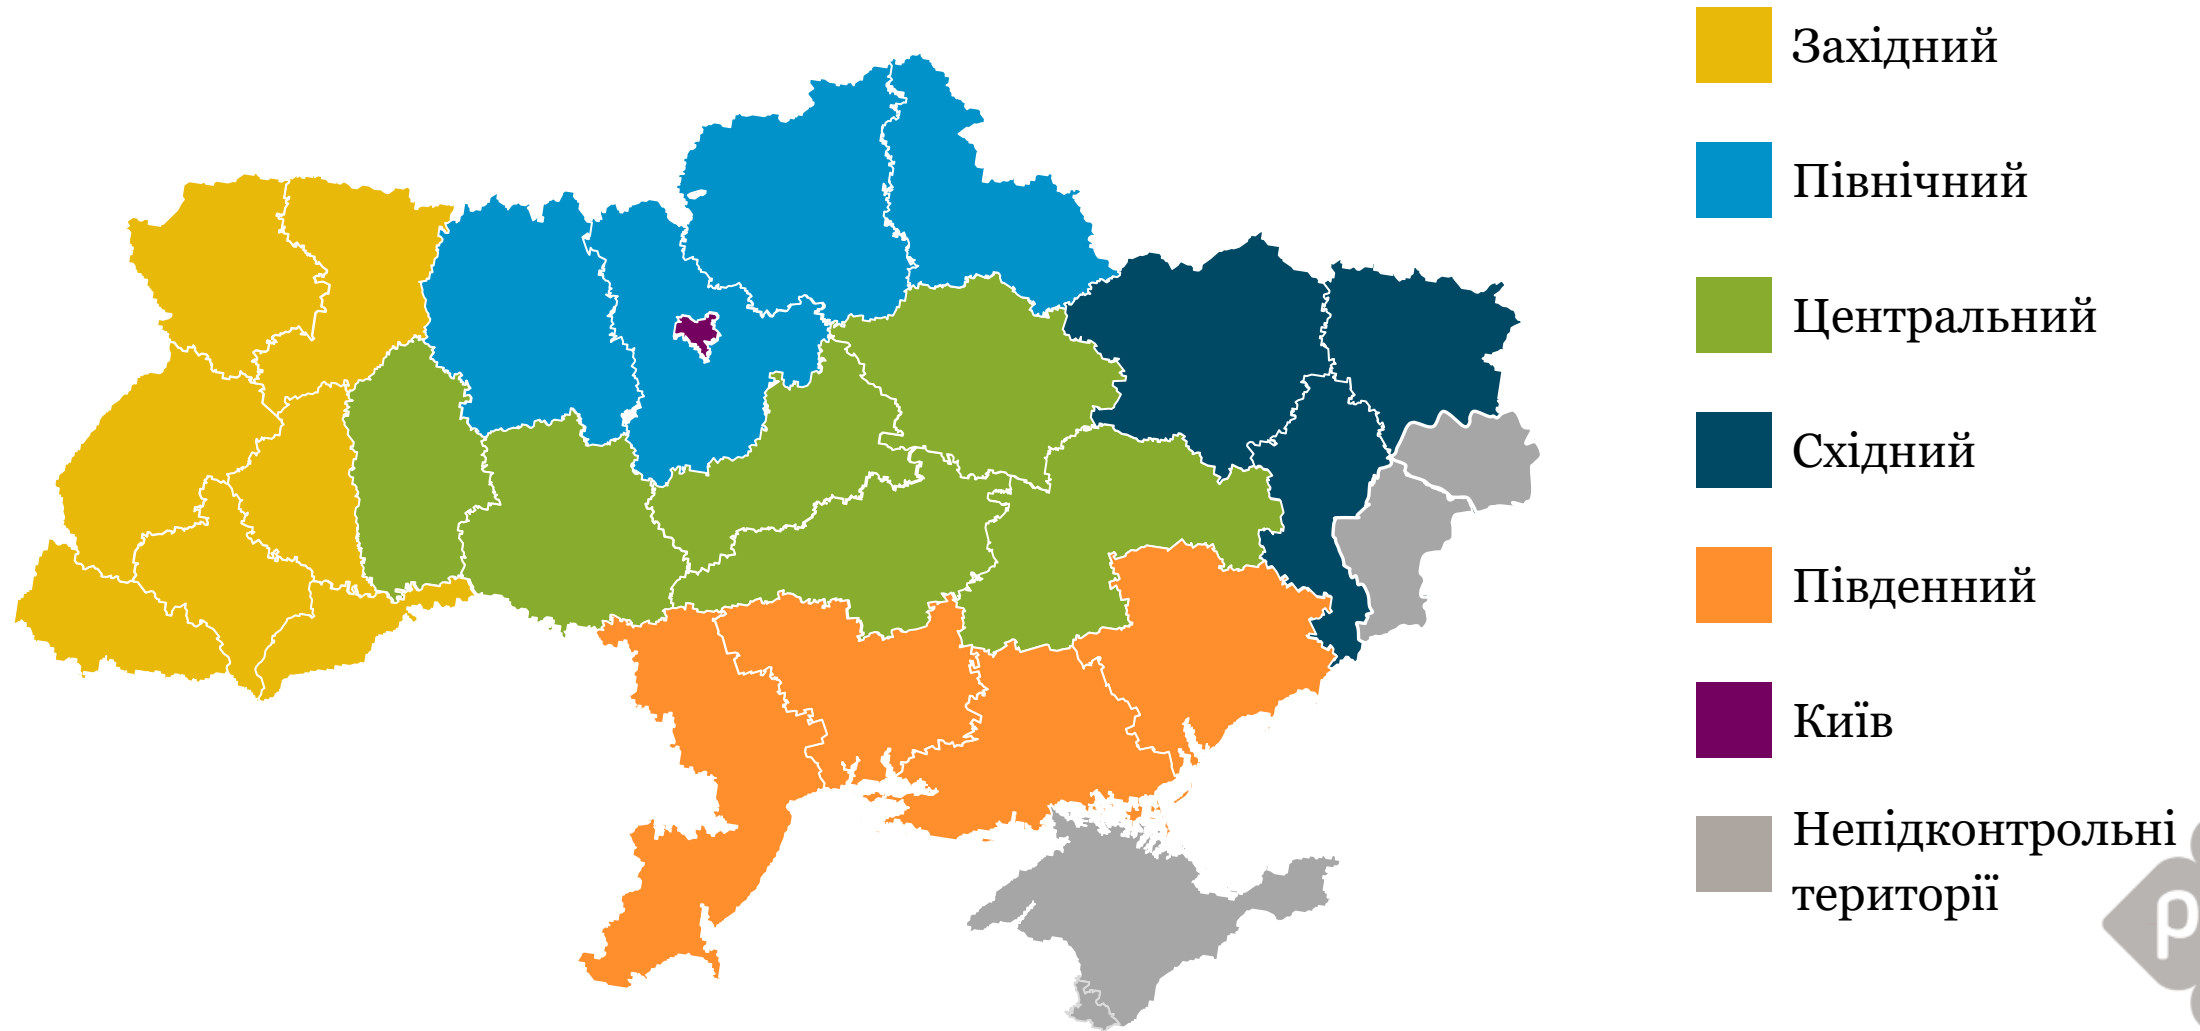 Західний
Північний
Центральний
Східний
Південний
Київ
Непідконтрольні
території
p